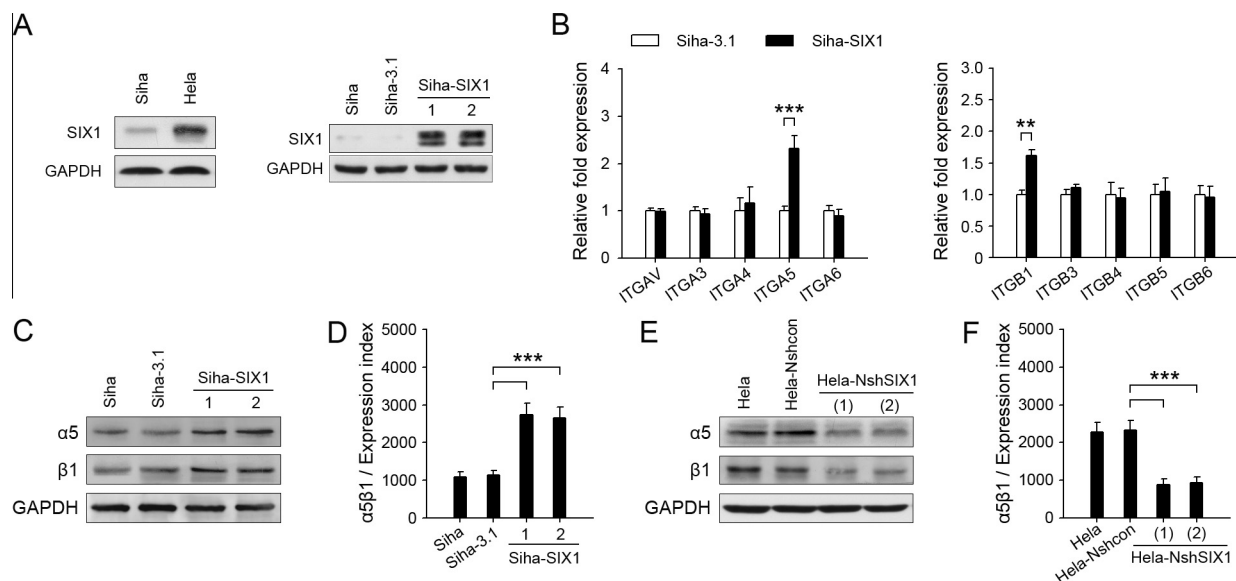 A
Siha
Hela
SIX1
GAPDH
Siha
Siha-3.1
Siha-SIX1
1 2
SIX1
GAPDH
B
Siha-3.1 Siha-SIX1
Relative fold expression
4
3
2
1
0
***
ITGAV ITGA3 ITGA4 ITGA5 ITGA6
Relative fold expression
3.0
2.5
2.0
1.5
1.0
0.5
0
**
ITGB1 ITGB3 ITGB4 ITGB5 ITGB6
C
Siha
Siha-3.1
Siha-SIX1
1 2
α5
β1
GAPDH
D
α5β1 / Expression index
5000
4000
3000
2000
1000
0
***
Siha
Siha-3.1
1 2
Siha-SIX1
E
Hela
Hela-Nshcon
Hela-NshSIX1
(1) (2)
α5
β1
GAPDH
F
α5β1 / Expression index
5000
4000
3000
2000
1000
0
***
Hela
Hela-Nshcon
(1) (2)
Hela-NshSIX1